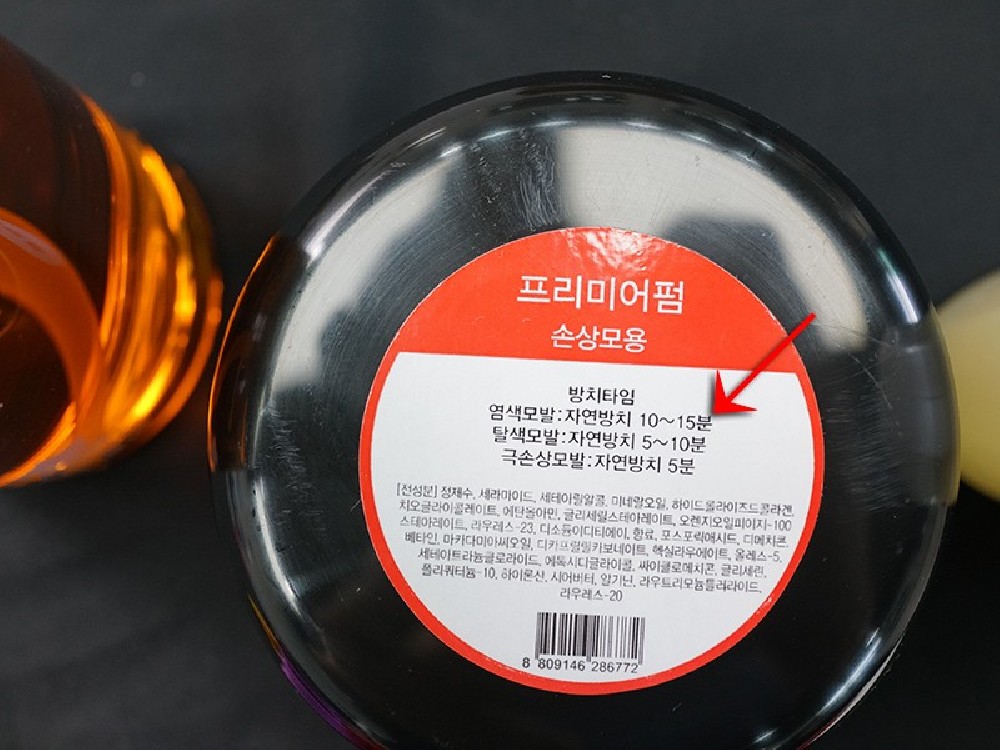 프리미어펌
손상모용
방치타임
염색모발:자연방치 10~15분
탈색모발:자연방치 5~10분
극손상모발:자연방치 5분
[전성분] 정제수, 세라마이드, 세테아릴알콜, 미네랄오일, 하이드롤라이즈드콜라겐,
치오글라이콜레이트, 에탄올아민, 글리세릴스테아레이트, 오렌지오일피이지-100
스테아레이트, 라우레스-23, 디소듐이디티에이, 향료, 포스포릭애시드, 디메치콘,
베타인, 마카다미아씨오일, 디카프릴릴카보네이트, 헥실라우에이트, 올레스-5,
세테아트라늄클로라이드, 에톡시디글라이콜, 싸이클로메치콘, 글리세린,
폴리쿼터늄-10, 하이론산, 시어버터, 알기닌, 라우트리모늄클로라이드,
라우레스-20
8 809146 286772